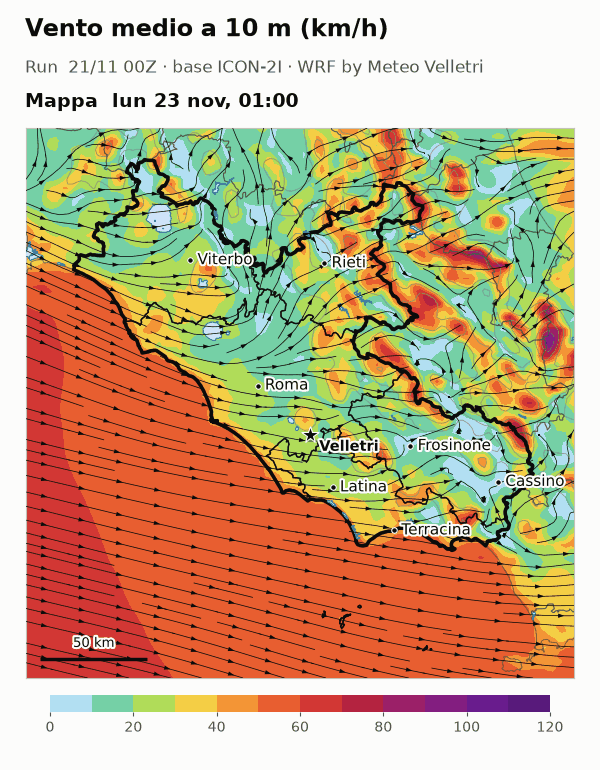 Vento medio a 10 m (km/h)
Run  21/11 00Z · base ICON-2I · WRF by Meteo Velletri
Mappa  lun 23 nov, 01:00
Viterbo
Rieti
Roma
Velletri
Frosinone
Cassino
Latina
Terracina
50 km
0 20 40 60 80 100 120